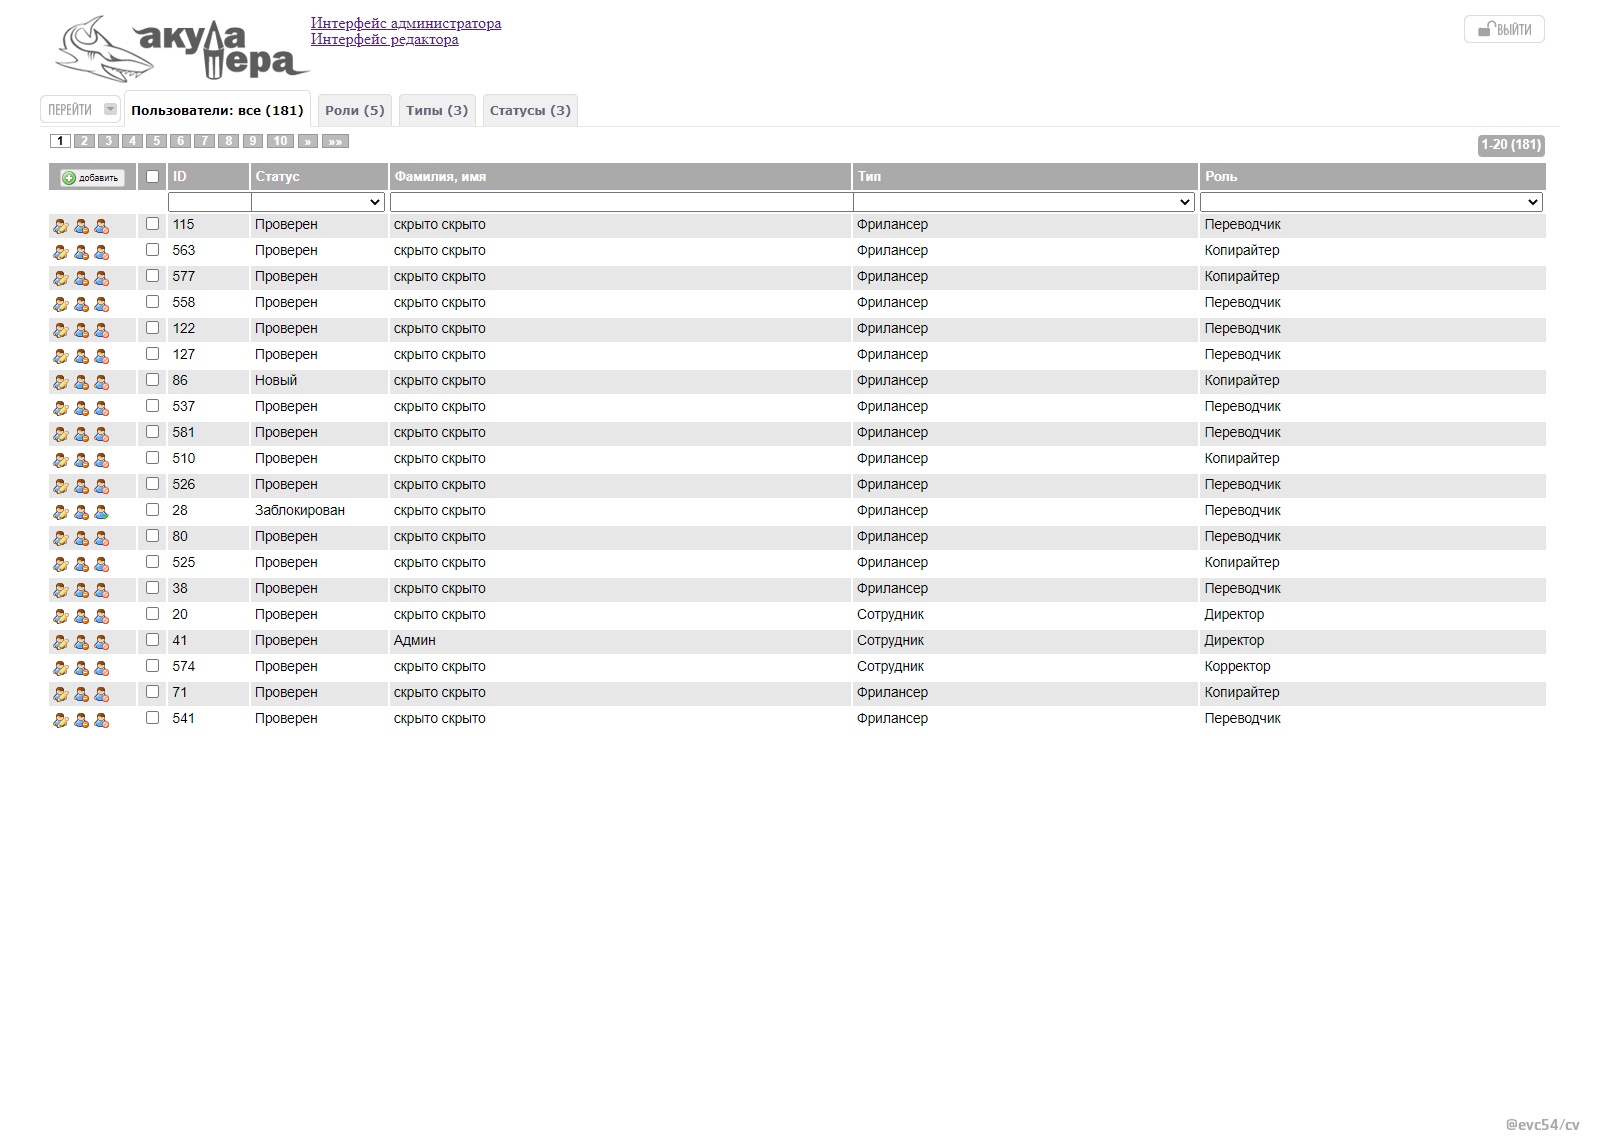 акула пера
Интерфейс администратора
Интерфейс редактора
ВЫЙТИ
ПЕРЕЙТИ Пользователи: все (181) Роли (5) Типы (3) Статусы (3)
1 2 3 4 5 6 7 8 9 10 » »»
1-20 (181)
добавить ID Статус Фамилия, имя Тип Роль
115 Проверен скрыто скрыто Фрилансер Переводчик
563 Проверен скрыто скрыто Фрилансер Копирайтер
577 Проверен скрыто скрыто Фрилансер Копирайтер
558 Проверен скрыто скрыто Фрилансер Переводчик
122 Проверен скрыто скрыто Фрилансер Переводчик
127 Проверен скрыто скрыто Фрилансер Переводчик
86 Новый скрыто скрыто Фрилансер Копирайтер
537 Проверен скрыто скрыто Фрилансер Переводчик
581 Проверен скрыто скрыто Фрилансер Переводчик
510 Проверен скрыто скрыто Фрилансер Копирайтер
526 Проверен скрыто скрыто Фрилансер Переводчик
28 Заблокирован скрыто скрыто Фрилансер Переводчик
80 Проверен скрыто скрыто Фрилансер Переводчик
525 Проверен скрыто скрыто Фрилансер Копирайтер
38 Проверен скрыто скрыто Фрилансер Переводчик
20 Проверен скрыто скрыто Сотрудник Директор
41 Проверен Админ Сотрудник Директор
574 Проверен скрыто скрыто Сотрудник Корректор
71 Проверен скрыто скрыто Фрилансер Копирайтер
541 Проверен скрыто скрыто Фрилансер Переводчик
@evc54/cv